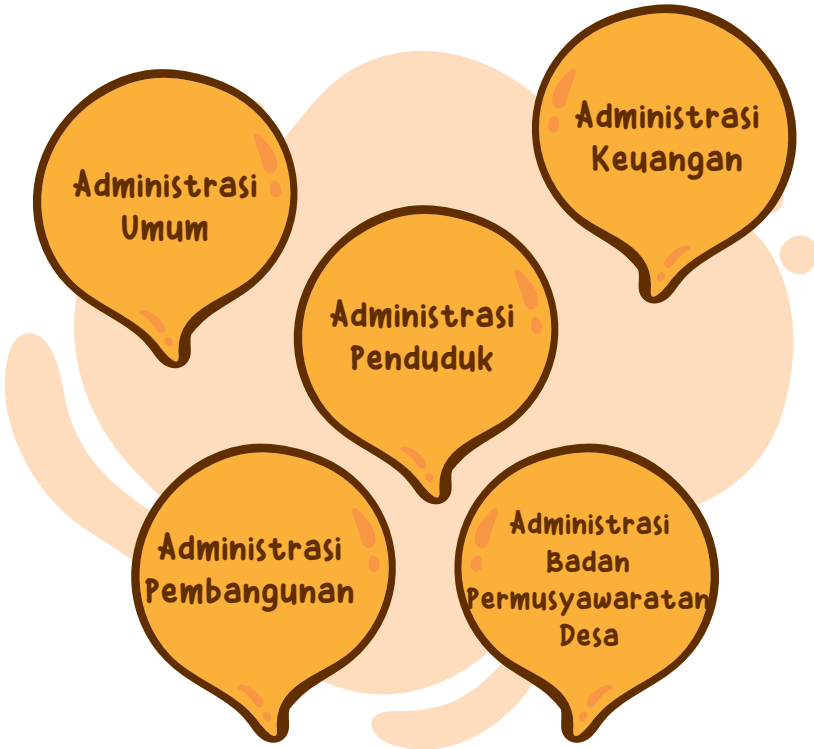 Administrasi
Umum
Administrasi
Keuangan
Administrasi
Penduduk
Administrasi
Pembangunan
Administrasi
Badan
Permusyawaratan
Desa